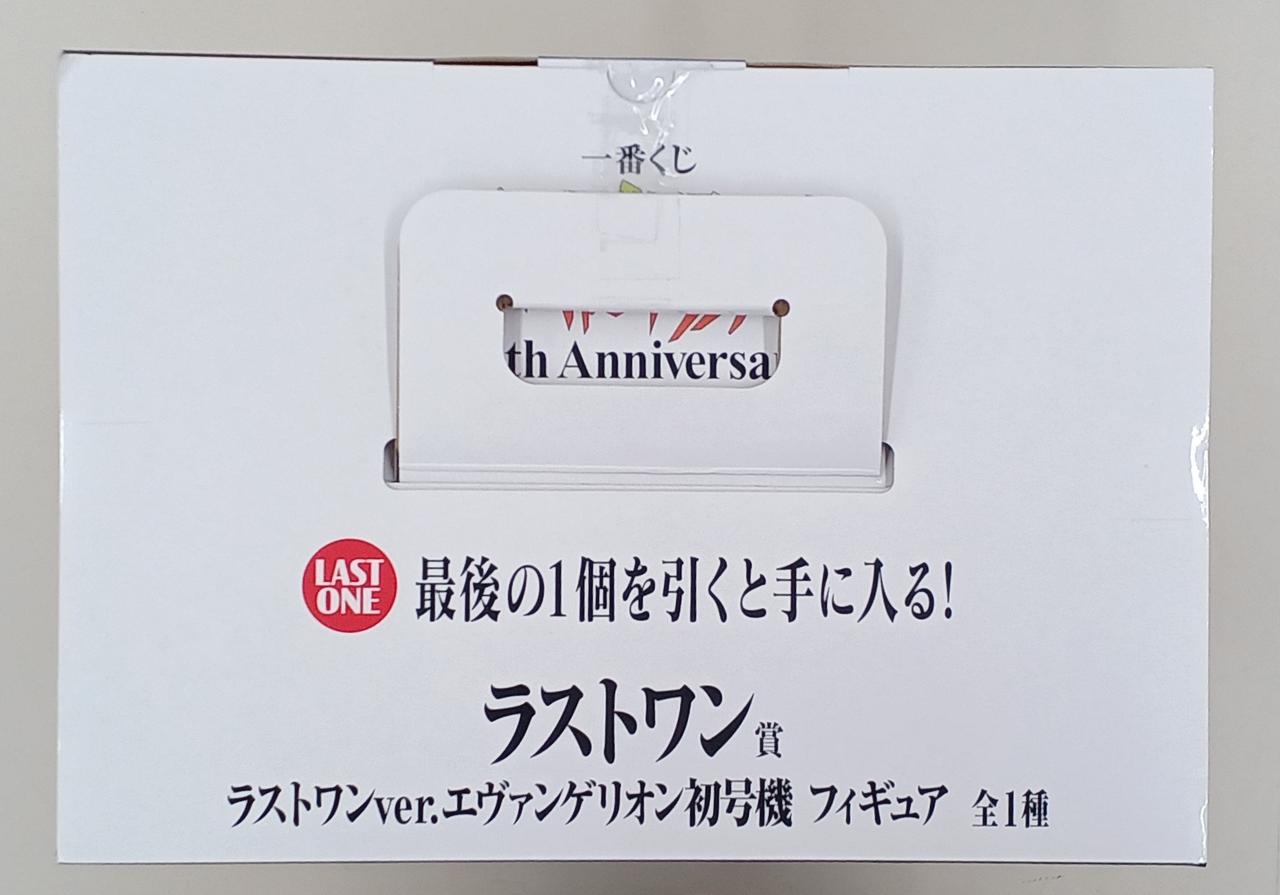 一番くじ
th Anniversa
LAST
ONE
最後の1個を引くと手に入る!
ラストワン賞
ラストワンver.エヴァンゲリオン初号機 フィギュア 全1種